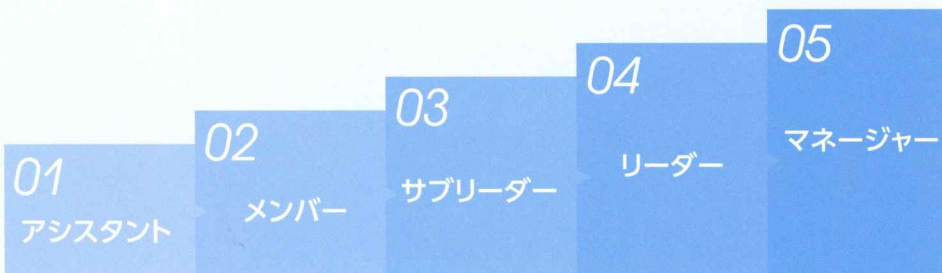 01
アシスタント
02
メンバー
03
サブリーダー
04
リーダー
05
マネージャー